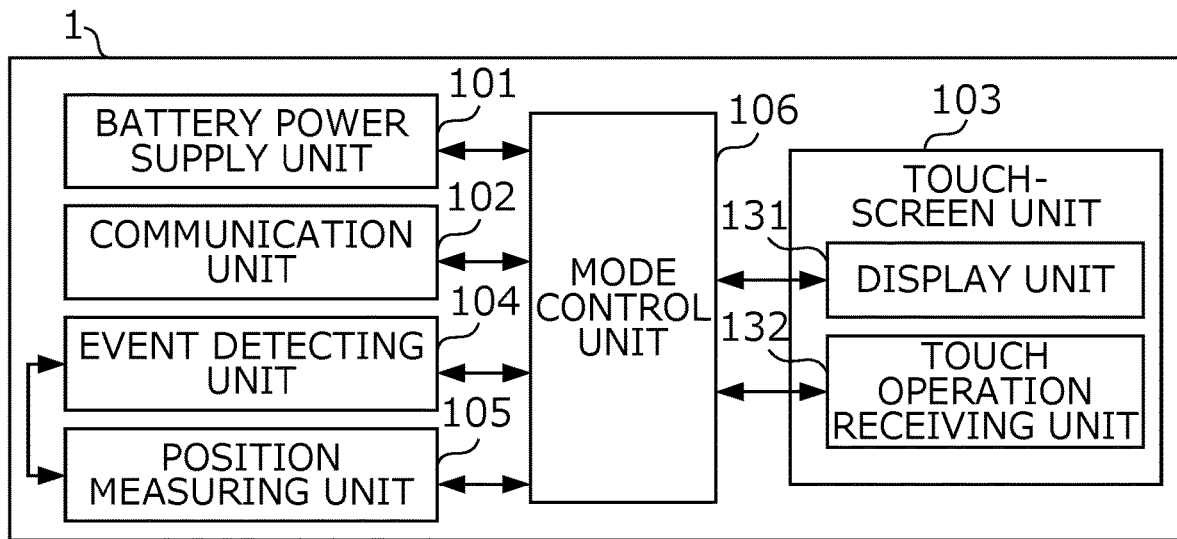 1
BATTERY POWER
SUPPLY UNIT
101
COMMUNICATION
UNIT
102
EVENT DETECTING
UNIT
104
POSITION
MEASURING UNIT
105
MODE
CONTROL
UNIT
106
103
TOUCH-
SCREEN UNIT
131
DISPLAY UNIT
132
TOUCH
OPERATION
RECEIVING UNIT